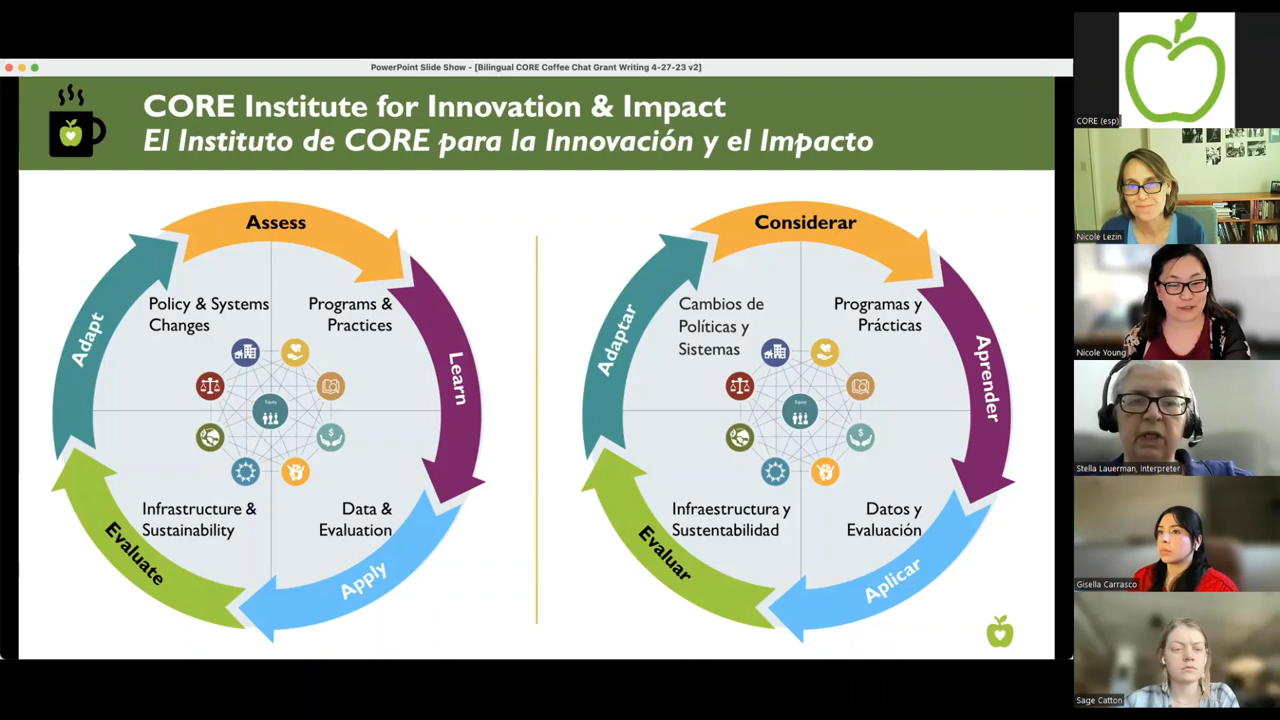 PowerPoint Slide Show - [Bilingual CORE Coffee Chat Grant Writing 4-27-23 v2]
CORE Institute for Innovation & Impact
El Instituto de CORE para la Innovación y el Impacto
Assess
Policy & Systems
Changes
Programs &
Practices
Adapt
Learn
Equity
$
Infrastructure &
Sustainability
Data &
Evaluation
Evaluate
Apply
Considerar
Cambios de
Políticas y
Sistemas
Programas y
Prácticas
Adaptar
Aprender
Equity
$
Infraestructura y
Sustentabilidad
Datos y
Evaluación
Evaluar
Aplicar
CORE (esp)
Nicole Lezin
Nicole Young
Stella Lauerman, Interpreter
Gisella Carrasco
Sage Catton